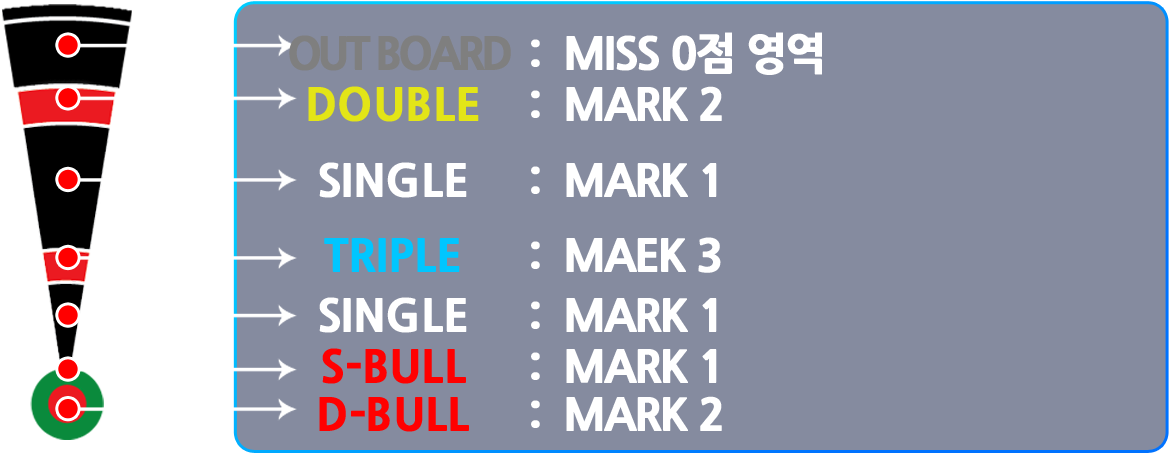 OUT BOARD : MISS 0점 영역
DOUBLE : MARK 2
SINGLE : MARK 1
TRIPLE : MAEK 3
SINGLE : MARK 1
S-BULL : MARK 1
D-BULL : MARK 2